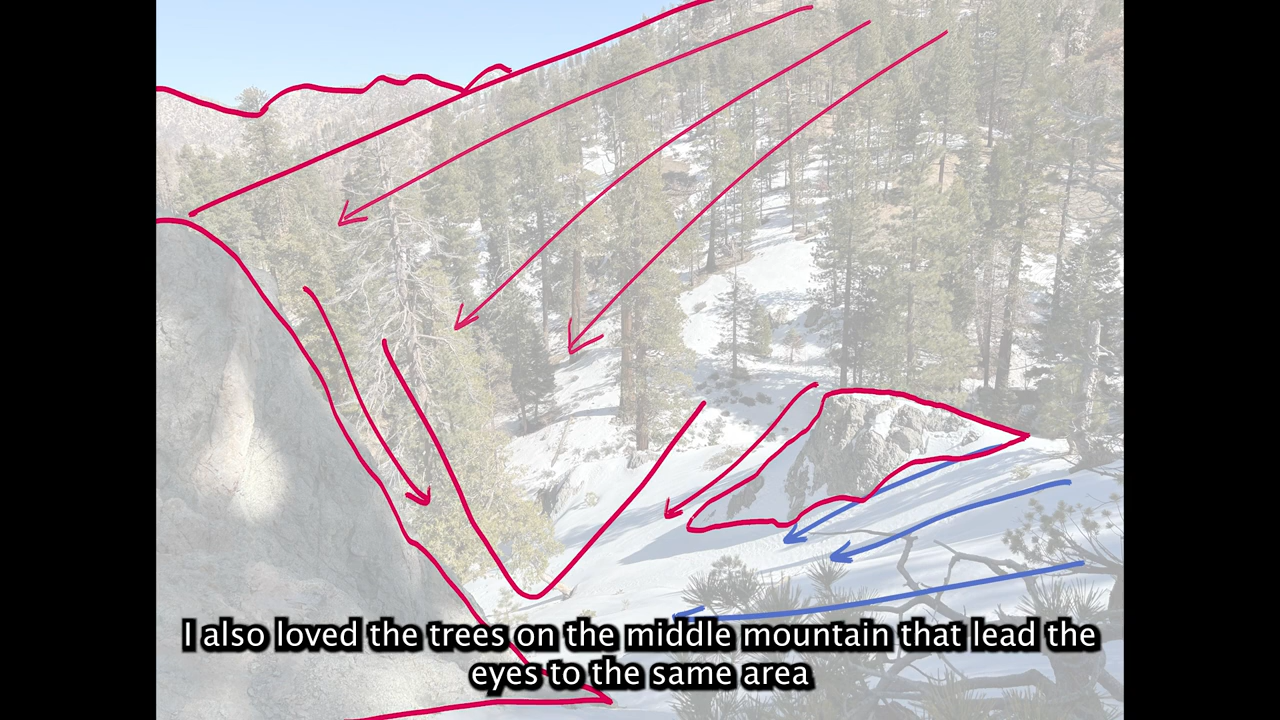 I also loved the trees on the middle mountain that lead the
eyes to the same area